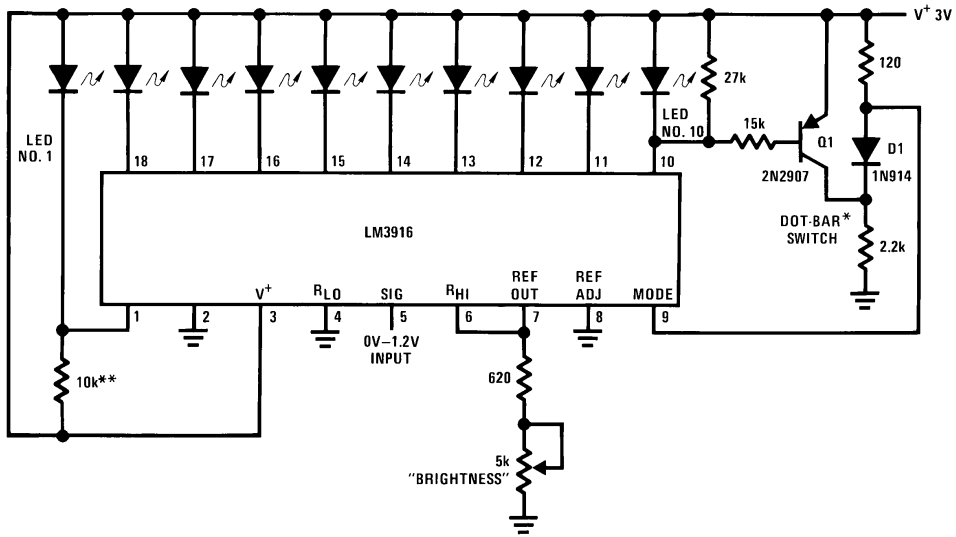 V+ 3V
27k
120
LED
NO. 1
LED
NO. 10
15k
Q1
D1
18
17
16
15
14
13
12
11
10
2N2907
1N914
LM3916
DOT-BAR*
SWITCH
2.2k
V+
RLO
SIG
RHI
REF
OUT
REF
ADJ
MODE
1
2
3
4
5
6
7
8
9
0V–1.2V
INPUT
10k**
620
5k
"BRIGHTNESS"